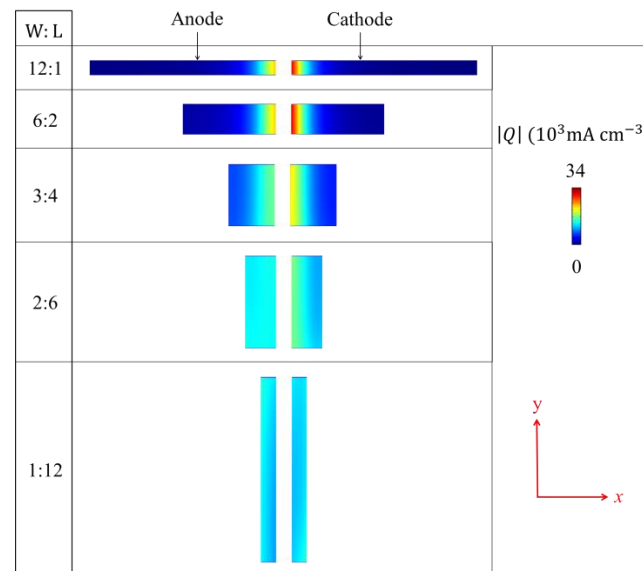 W: L
Anode
Cathode
12:1
6:2
|Q| (10³mA cm⁻³
34
3:4
0
2:6
y
1:12
x